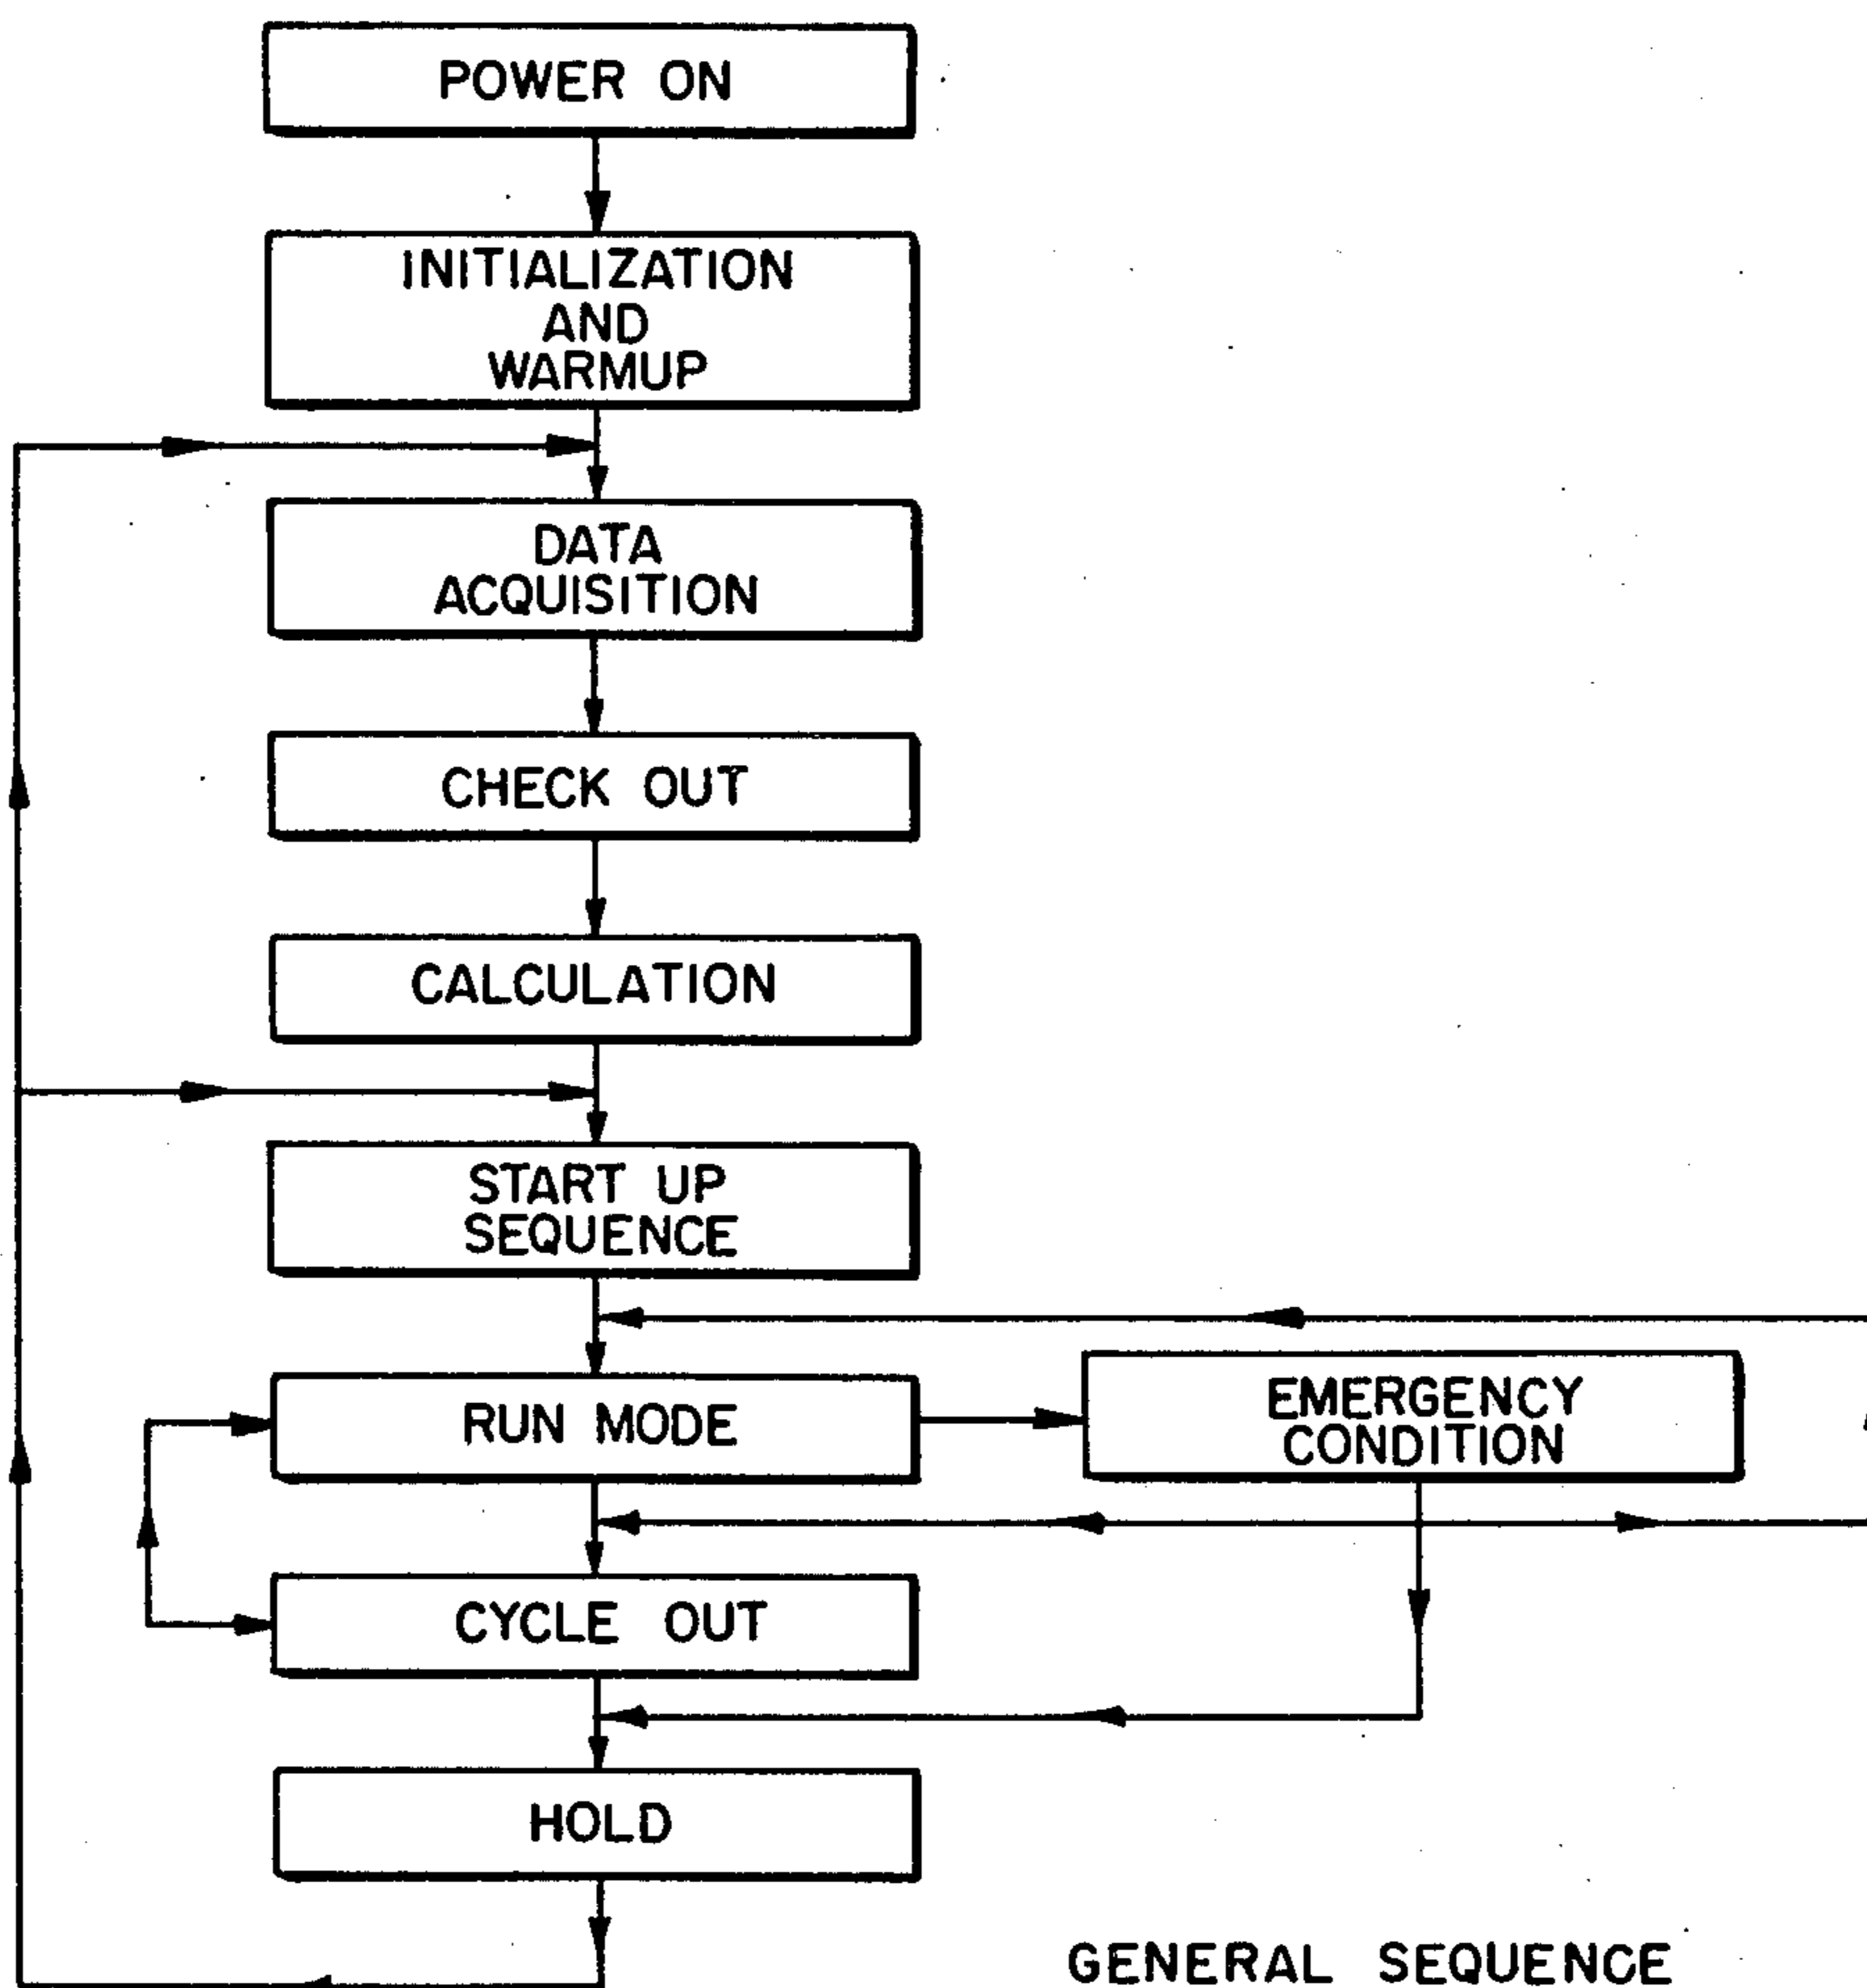 POWER ON
INITIALIZATION
AND
WARMUP
DATA
ACQUISITION
CHECK OUT
CALCULATION
START UP
SEQUENCE
RUN MODE
EMERGENCY
CONDITION
CYCLE OUT
HOLD
GENERAL SEQUENCE